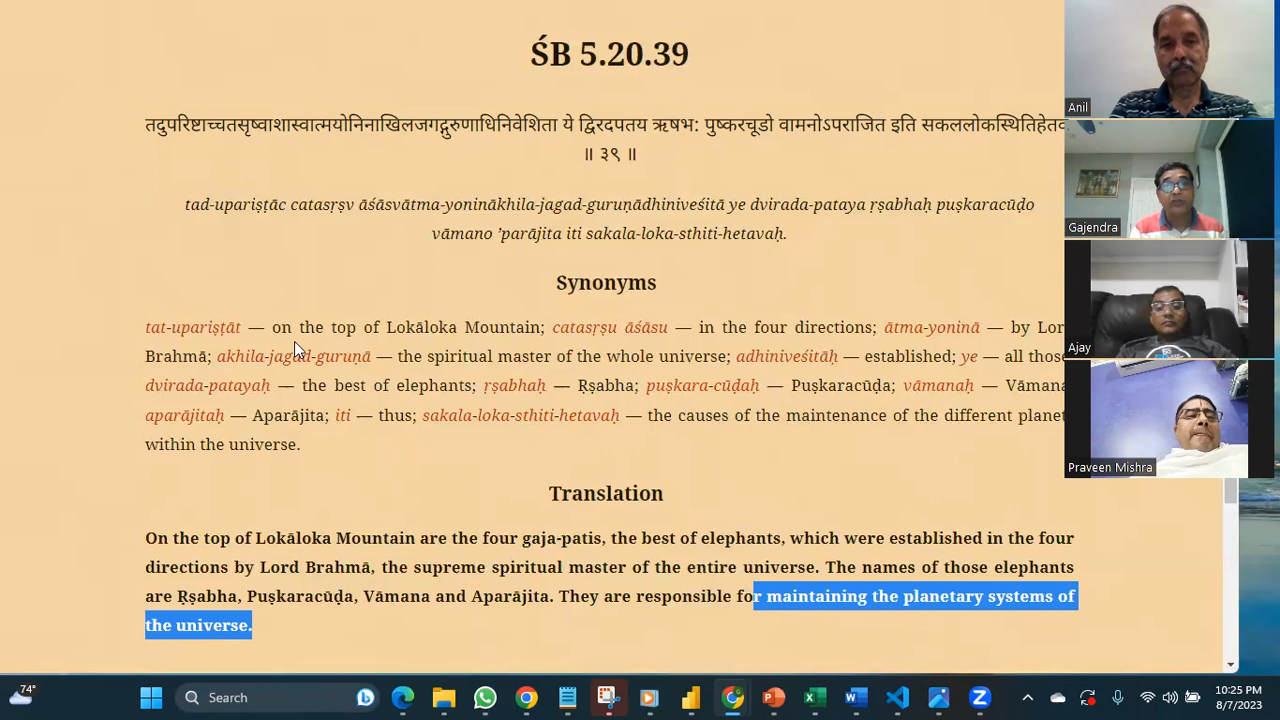 ŚB 5.20.39
तदुपरिष्टाच्चतसृष्वाशास्वात्मयोनिनाखिलजगद्गुरुणाधिनिवेशिता ये द्विरदपतय ऋषभ: पुष्करचूडो वामनोऽपराजित इति सकललोकस्थितिहेतव
॥ ३९ ॥
tad-upariṣṭāc catasṛṣv āśāsvātma-yoninākhila-jagad-guruṇādhiniveśitā ye dvirada-pataya ṛṣabhaḥ puṣkaracūḍo
vāmano ’parājita iti sakala-loka-sthiti-hetavaḥ.
Synonyms
tat-upariṣṭāt — on the top of Lokāloka Mountain; catasṛṣu āśāsu — in the four directions; ātma-yoninā — by Lor
Brahmā; akhila-jagad-guruṇā — the spiritual master of the whole universe; adhiniveśitāḥ — established; ye — all thos
dvirada-patayaḥ — the best of elephants; ṛṣabhaḥ — Ṛṣabha; puṣkara-cūḍaḥ — Puṣkaracūḍa; vāmanaḥ — Vāmana
aparājitaḥ — Aparājita; iti — thus; sakala-loka-sthiti-hetavaḥ — the causes of the maintenance of the different planet
within the universe.
Translation
On the top of Lokāloka Mountain are the four gaja-patis, the best of elephants, which were established in the four
directions by Lord Brahmā, the supreme spiritual master of the entire universe. The names of those elephants
are Ṛṣabha, Puṣkaracūḍa, Vāmana and Aparājita. They are responsible for maintaining the planetary systems of
the universe.
Anil
Gajendra
Ajay
Praveen Mishra
74°
Search
10:25 PM
8/7/2023